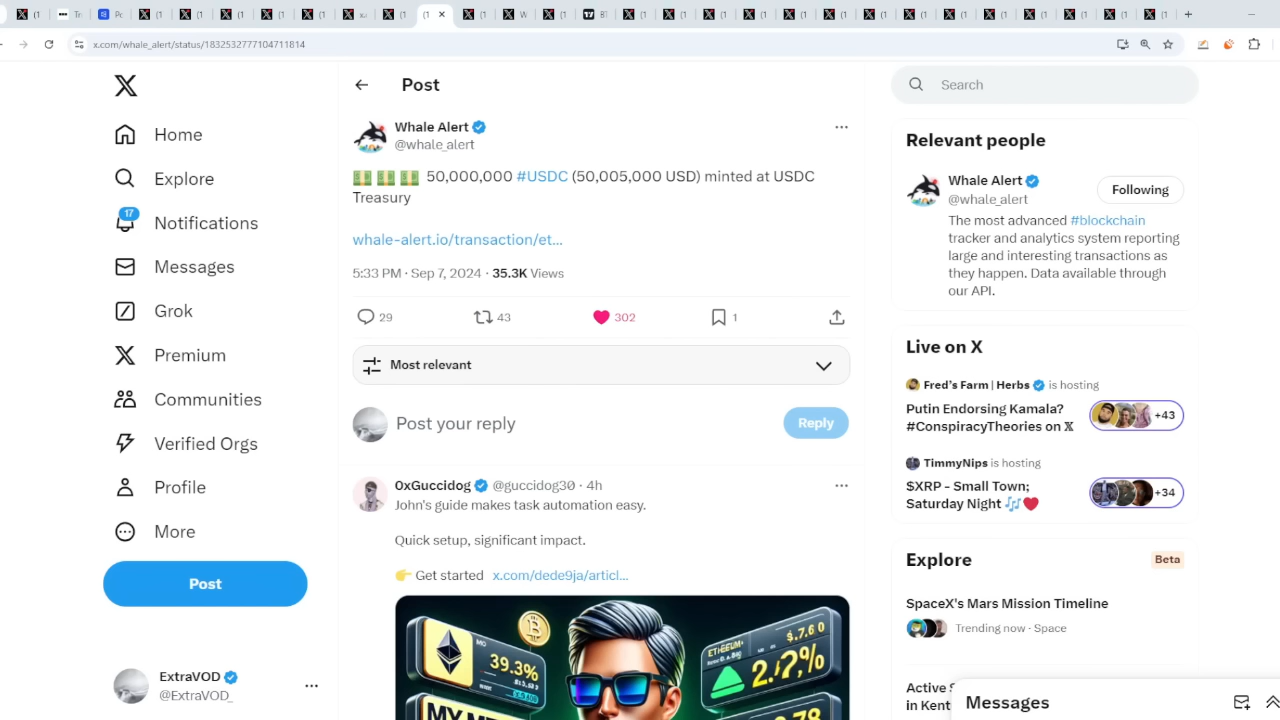 x.com/whale_alert/status/1832532777104711814
Post
Search
Home
Explore
17
Notifications
Messages
Grok
Premium
Communities
Verified Orgs
Profile
More
Post
ExtraVOD
@ExtraVOD_
Whale Alert
@whale_alert
50,000,000 #USDC (50,005,000 USD) minted at USDC
Treasury
whale-alert.io/transaction/et...
5:33 PM · Sep 7, 2024 · 35.3K Views
29 43 302 1
Most relevant
Post your reply
Reply
0xGuccidog @guccidog30 · 4h
John's guide makes task automation easy.
Quick setup, significant impact.
👉 Get started x.com/dede9ja/articl...
39.3%
Relevant people
Whale Alert
@whale_alert
Following
The most advanced #blockchain
tracker and analytics system reporting
large and interesting transactions as
they happen. Data available through
our API.
Live on X
Fred's Farm | Herbs is hosting
Putin Endorsing Kamala?
#ConspiracyTheories on X
+43
TimmyNips is hosting
$XRP - Small Town;
Saturday Night 🎶❤️
+34
Explore
Beta
SpaceX's Mars Mission Timeline
Trending now · Space
Active
in Kent
Messages